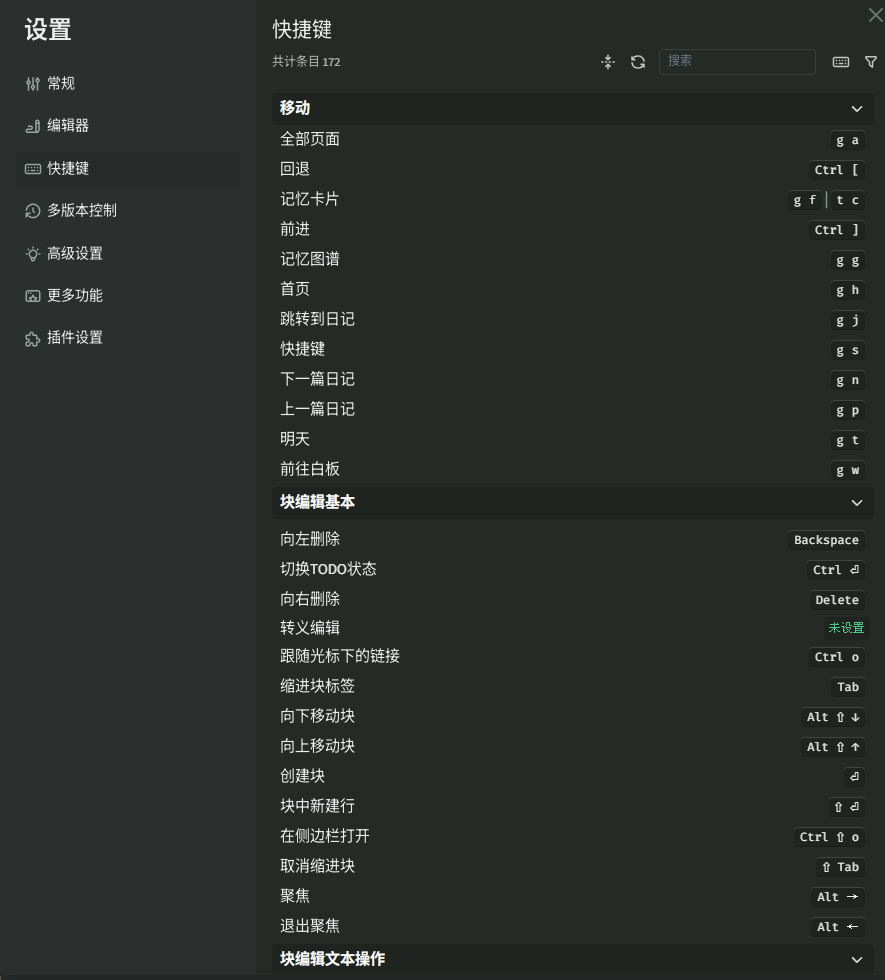 设置
常规
编辑器
快捷键
多版本控制
高级设置
更多功能
插件设置
快捷键
共计条目 172
搜索
移动
全部页面 g a
回退 Ctrl [
记忆卡片 g f | t c
前进 Ctrl ]
记忆图谱 g g
首页 g h
跳转到日记 g j
快捷键 g s
下一篇日记 g n
上一篇日记 g p
明天 g t
前往白板 g w
块编辑基本
向左删除 Backspace
切换TODO状态 Ctrl ⏎
向右删除 Delete
转义编辑 未设置
跟随光标下的链接 Ctrl o
缩进块标签 Tab
向下移动块 Alt ⇧ ↓
向上移动块 Alt ⇧ ↑
创建块 ⏎
块中新建行 ⇧ ⏎
在侧边栏打开 Ctrl ⇧ o
取消缩进块 ⇧ Tab
聚焦 Alt →
退出聚焦 Alt ←
块编辑文本操作